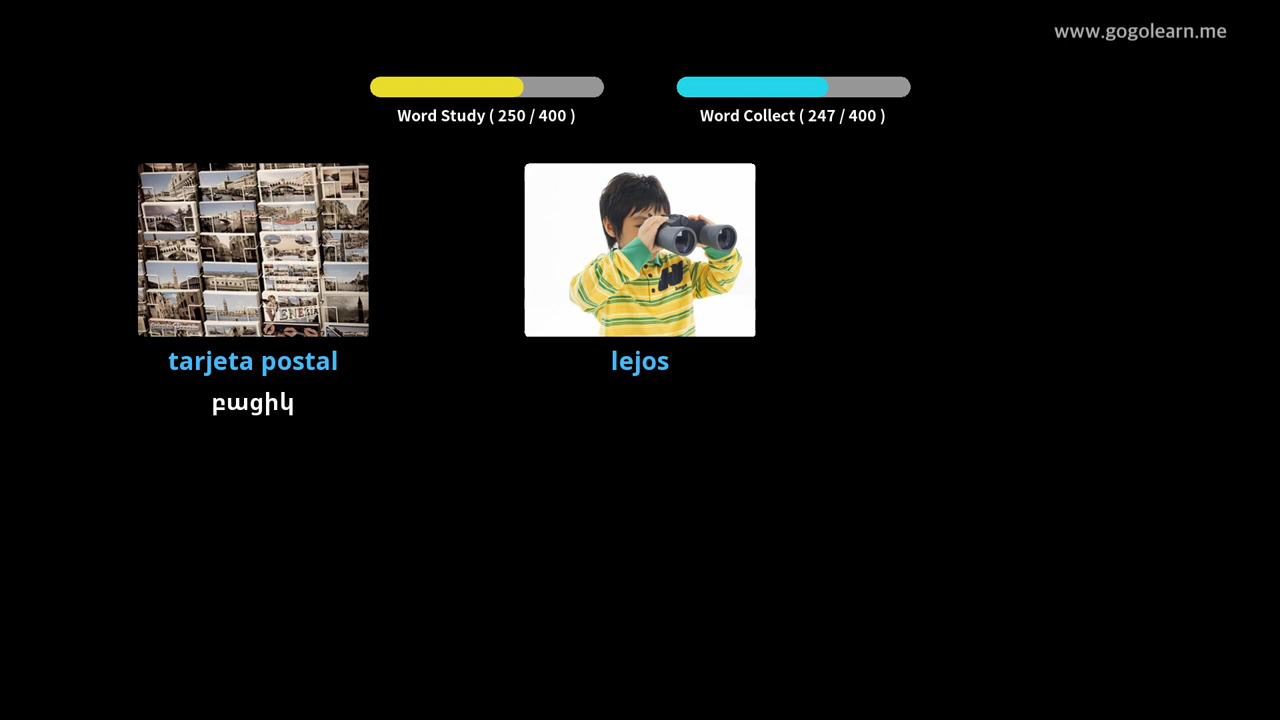 www.gogolearn.me
Word Study ( 250 / 400 )
Word Collect ( 247 / 400 )
tarjeta postal
lejos
բացիկ